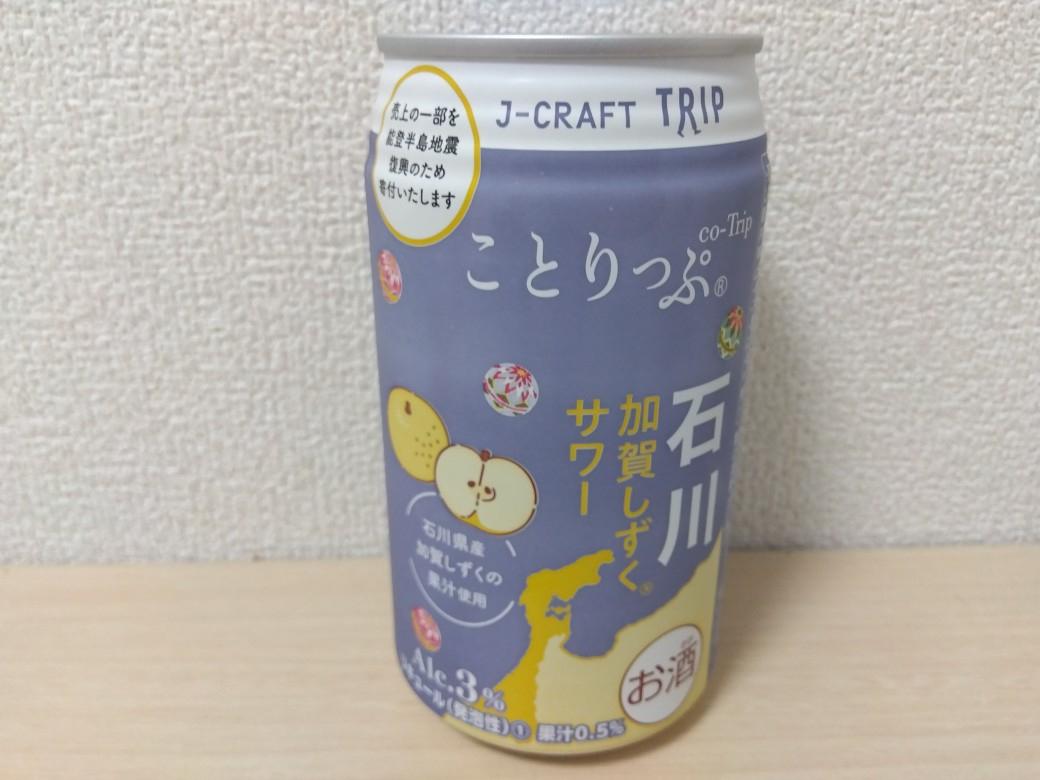 J-CRAFT TRIP
売上の一部を
能登半島地震
復興のため
寄付いたします
co-Trip
ことりっぷ®
石川
加賀しずく®
サワー
石川県産
加賀しずくの
果汁使用
Alc.3%
リキュール(発泡性)①
果汁0.5%
お酒